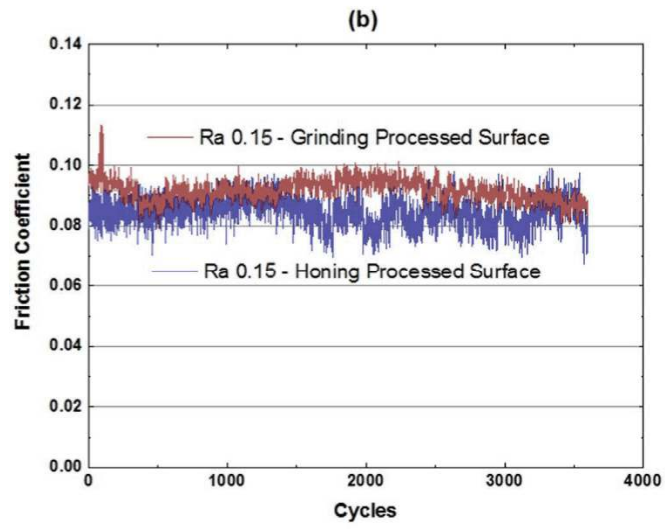 (b)
0.14
0.12
Ra 0.15 - Grinding Processed Surface
0.10
0.08
Ra 0.15 - Honing Processed Surface
0.06
0.04
0.02
0.00
Friction Coefficient
0 1000 2000 3000 4000
Cycles